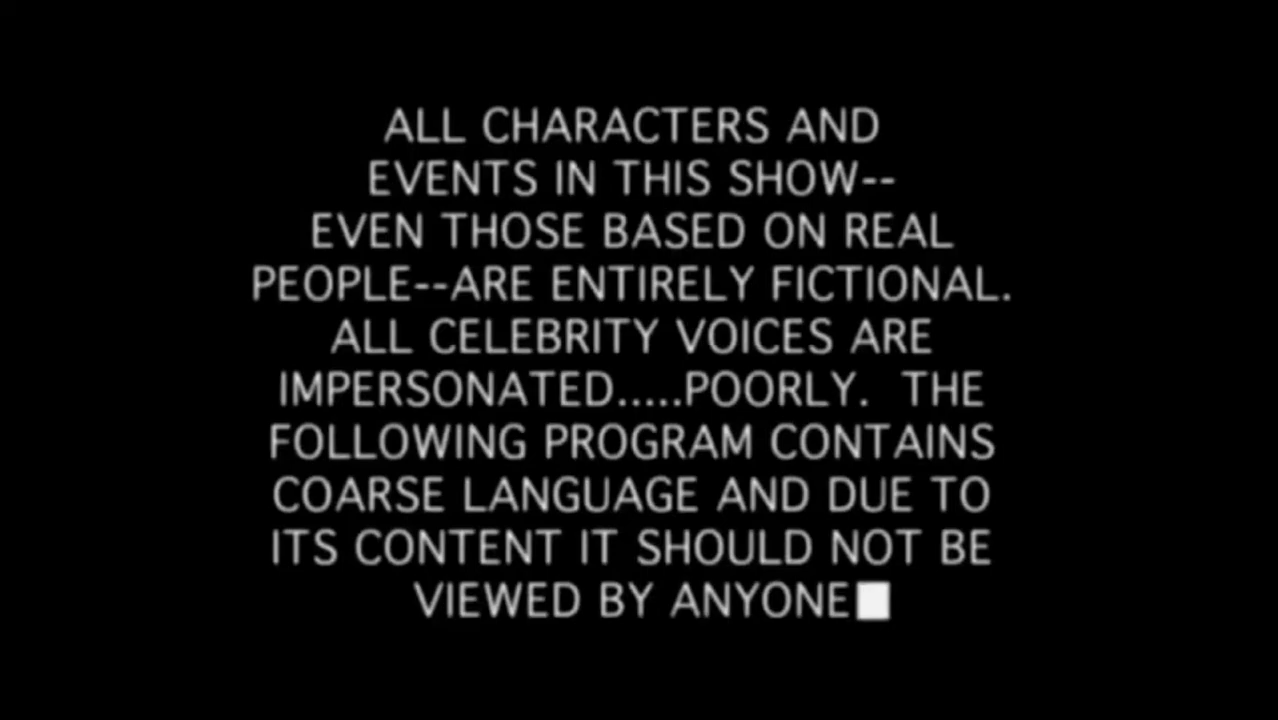 ALL CHARACTERS AND
EVENTS IN THIS SHOW--
EVEN THOSE BASED ON REAL
PEOPLE--ARE ENTIRELY FICTIONAL.
ALL CELEBRITY VOICES ARE
IMPERSONATED.....POORLY.  THE
FOLLOWING PROGRAM CONTAINS
COARSE LANGUAGE AND DUE TO
ITS CONTENT IT SHOULD NOT BE
VIEWED BY ANYONE